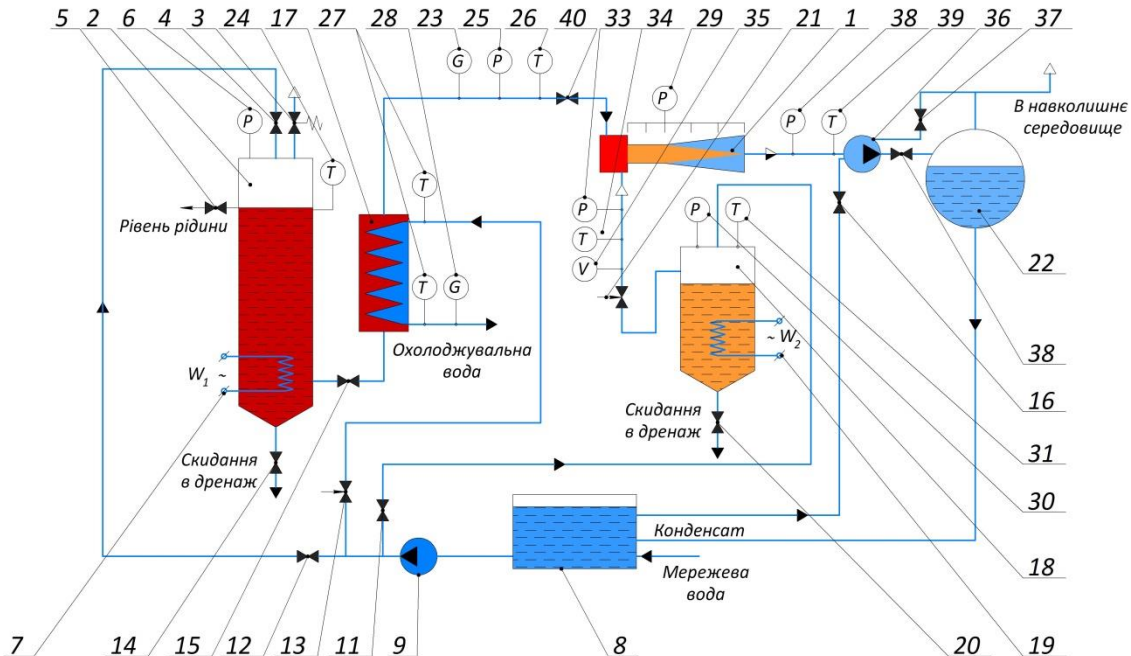 5 2 6 4 3 24 17 27 28 23 25 26 40 33 34 29 35 21 1 38 39 36 37
G P T
P
P T
P
В навколишнє
середовище
T
T
Рівень рідини
P
T
V
P T
22
T G
W1 ~
~ W2
Охолоджувальна
вода
38
16
Скидання
в дренаж
Скидання
в дренаж
31
30
Конденсат
18
Мережева
вода
7 14 15 12 13 11 9 8 20 19